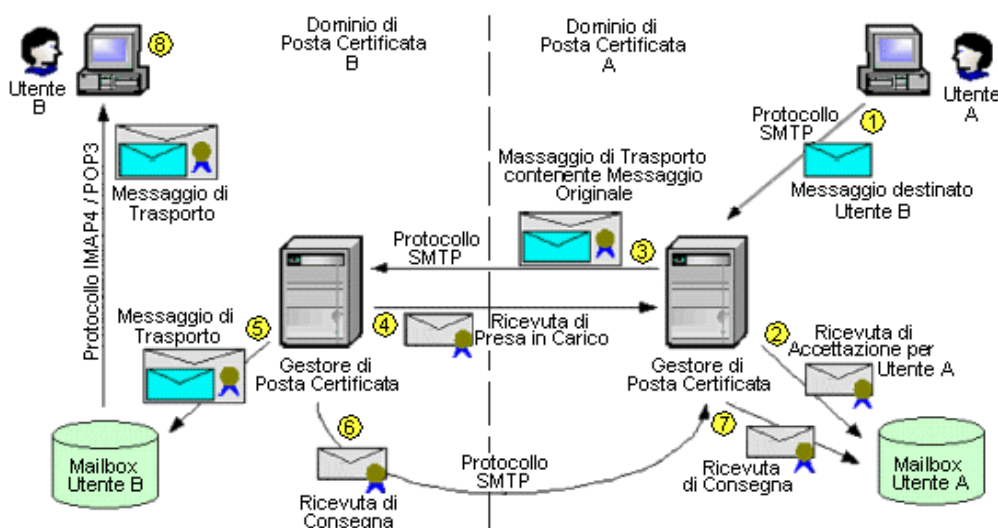 Dominio di
Posta Certificata
B
Dominio di
Posta Certificata
A
8
Utente
B
Utente
A
Protocollo
SMTP
1
Messaggio destinato
Utente B
Messaggio di
Trasporto
Massaggio di Trasporto
contenente Messaggio
Originale
Protocollo
SMTP
3
Protocollo IMAP4 / POP3
Messaggio di
Trasporto
5
4
Ricevuta di
Presa in Carico
2
Ricevuta di
Accettazione per
Utente A
Gestore di
Posta Certificata
Gestore di
Posta Certificata
6
7
Mailbox
Utente B
Ricevuta di
Consegna
Protocollo
SMTP
Ricevuta
di Consegna
Mailbox
Utente A